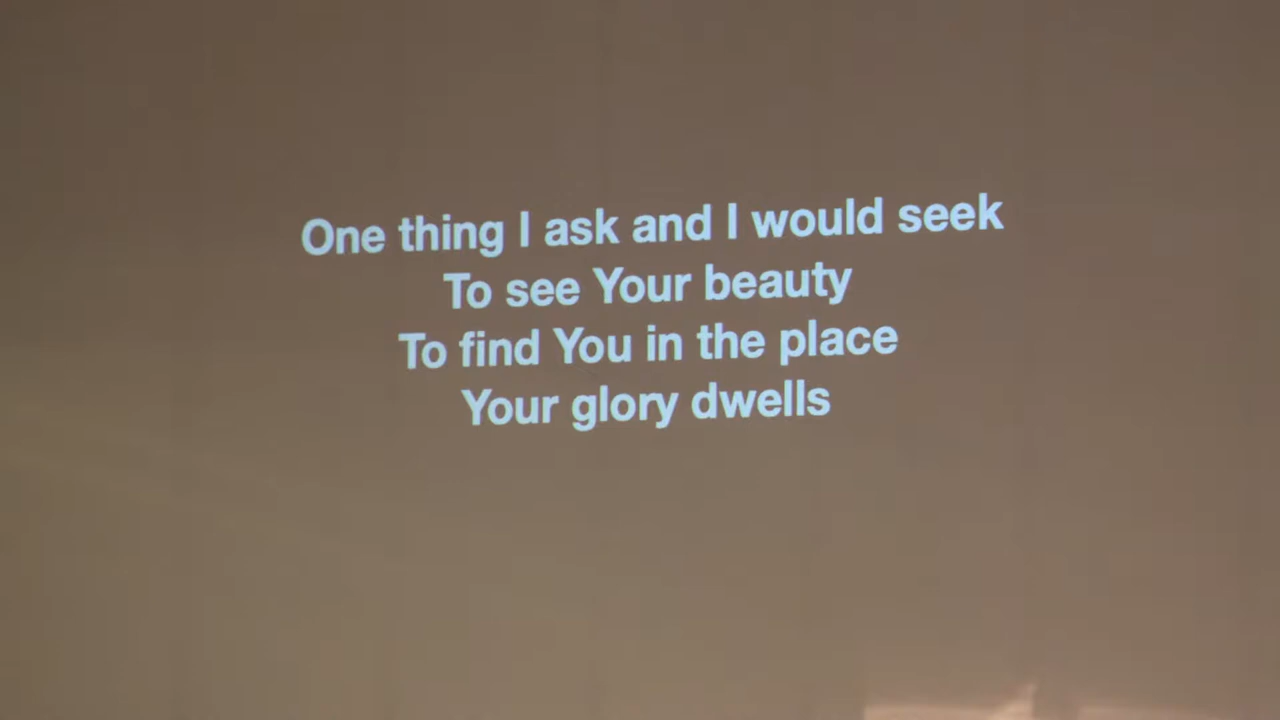 One thing I ask and I would seek
To see Your beauty
To find You in the place
Your glory dwells